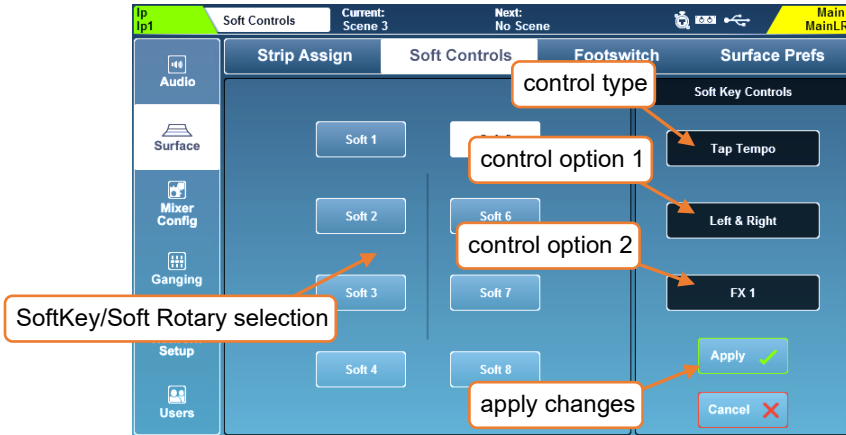 Ip
Ip1
Soft Controls
Current:
Scene 3
Next:
No Scene
Main
MainLR
Strip Assign
Soft Controls
Footswitch
Surface Prefs
Audio
Surface
Mixer
Config
Ganging
Setup
Users
Soft 1
Soft 2
Soft 6
Soft 3
Soft 7
Soft 4
Soft 8
Soft Key Controls
Tap Tempo
Left & Right
FX 1
Apply
Cancel
control type
control option 1
control option 2
SoftKey/Soft Rotary selection
apply changes